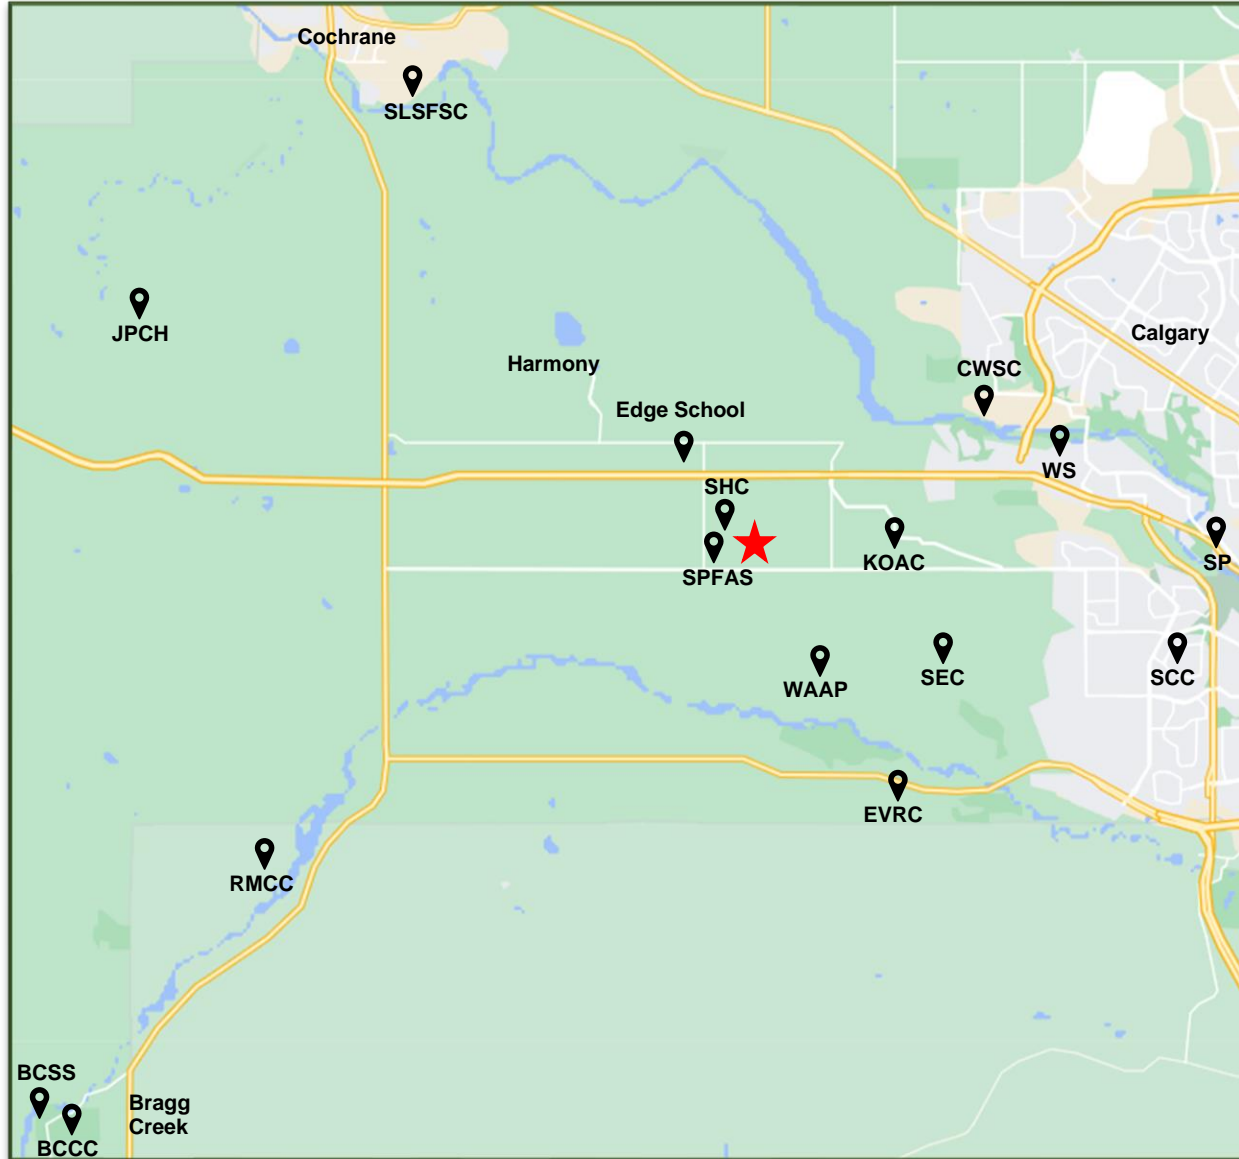 Cochrane
SLSFSC
JPCH
Calgary
Harmony
CWSC
Edge School
WS
SHC
KOAC
SP
SPFAS
WAAP
SEC
SCC
EVRC
RMCC
BCSS
Bragg
Creek
BCCC